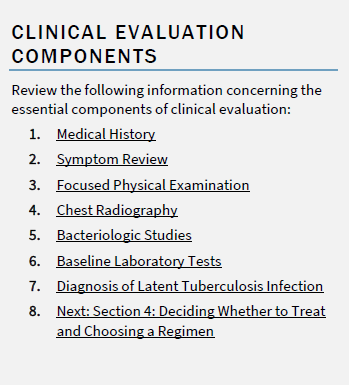 CLINICAL EVALUATION
COMPONENTS
Review the following information concerning the
essential components of clinical evaluation:
1. Medical History
2. Symptom Review
3. Focused Physical Examination
4. Chest Radiography
5. Bacteriologic Studies
6. Baseline Laboratory Tests
7. Diagnosis of Latent Tuberculosis Infection
8. Next: Section 4: Deciding Whether to Treat
and Choosing a Regimen